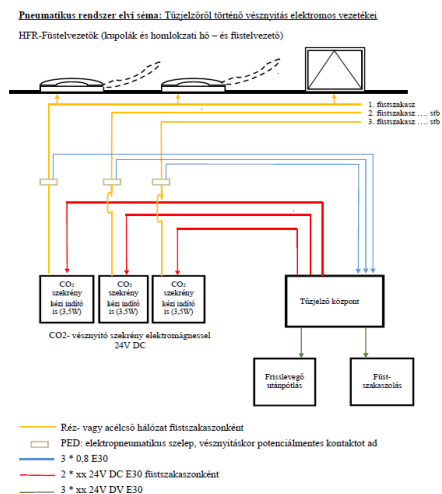 Pneumatikus rendszer elvi séma: Tűzjelzőről történő vésznyitás elektromos vezetékei
HFR-Füstelvezetők (kupolák és homlokzati hő – és füstelvezető)
1. füstszakasz
2. füstszakasz …. stb
3. füstszakasz …. stb
CO2 szekrény kézi indító is (3,5W)
CO2 szekrény kézi indító is (3,5W)
CO2 szekrény kézi indító is (3,5W)
Tűzjelző központ
CO2- vésznyitó szekrény elektromágnessel
24V DC
Frisslevegő
utánpótlás
Füst-
szakaszolás
Réz- vagy acélcső hálózat füstszakaszonként
PED: elektropneumatikus szelep, vésznyitáskor potenciálmentes kontaktot ad
3 * 0,8 E30
2 * xx 24V DC E30 füstszakaszonként
3 * xx 24V DV E30